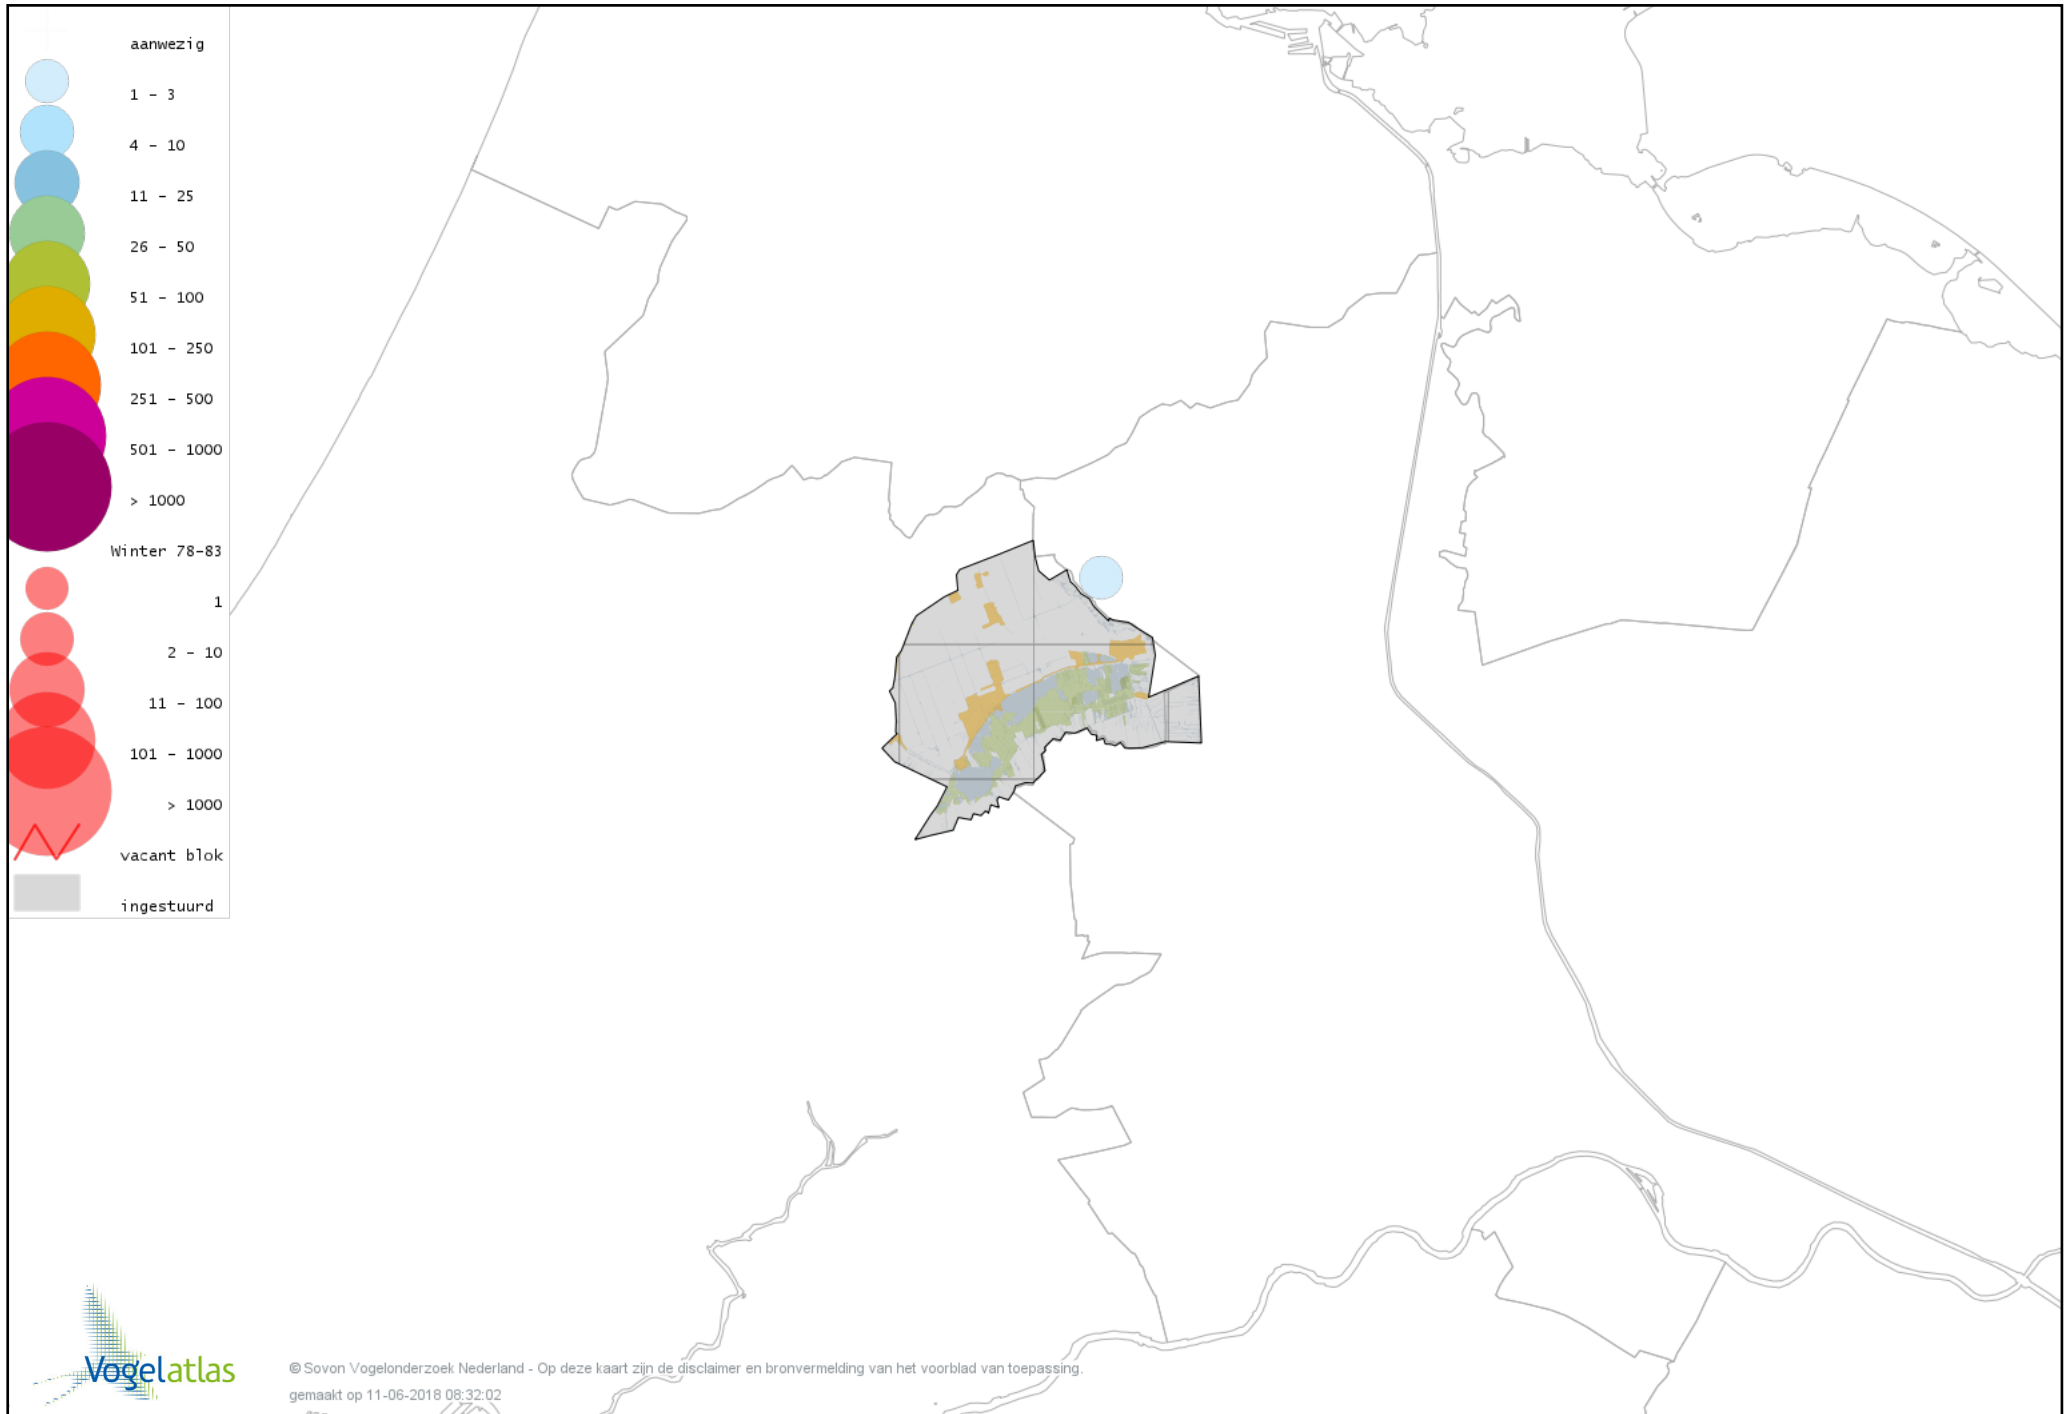 aanwezig
1 - 3
4 - 10
11 - 25
26 - 50
51 - 100
101 - 250
251 - 500
501 - 1000
> 1000
Winter 78-83
1
2 - 10
11 - 100
101 - 1000
> 1000
vacant blok
ingestuurd
Vogelatlas
© Sovon Vogelonderzoek Nederland - Op deze kaart zijn de disclaimer en bronvermelding van het voorblad van toepassing.
gemaakt op 11-06-2018 08:32:02